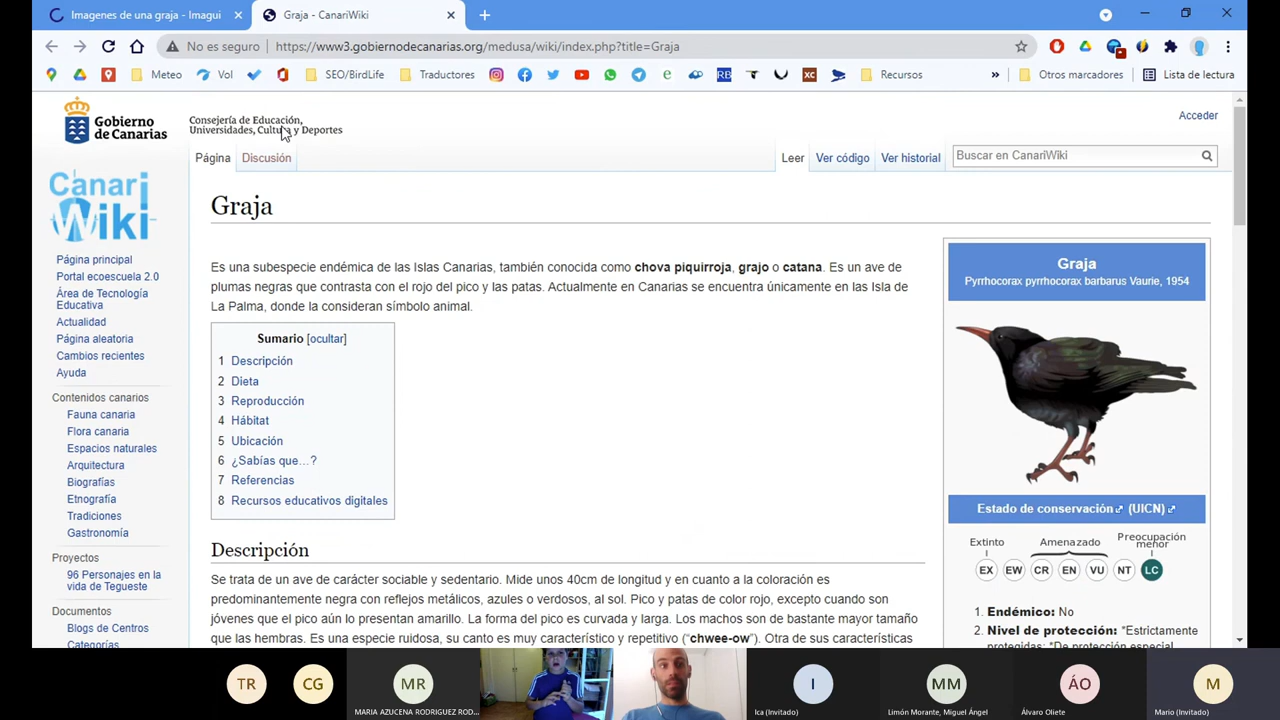 Imagenes de una graja - Imagui
Graja - CanariWiki
No es seguro
https://www3.gobiernodecanarias.org/medusa/wiki/index.php?title=Graja
Meteo
Vol
SEO/BirdLife
Traductores
RB
XC
Recursos
»
Otros marcadores
Lista de lectura
Gobierno
de Canarias
Consejería de Educación,
Universidades, Cultura y Deportes
Acceder
Página
Discusión
Leer
Ver código
Ver historial
Buscar en CanariWiki
Canari
Wiki
Página principal
Portal ecoescuela 2.0
Área de Tecnología
Educativa
Actualidad
Página aleatoria
Cambios recientes
Ayuda
Contenidos canarios
Fauna canaria
Flora canaria
Espacios naturales
Arquitectura
Biografías
Etnografía
Tradiciones
Gastronomía
Proyectos
96 Personajes en la
vida de Tegueste
Documentos
Blogs de Centros
Categorías
Graja
Es una subespecie endémica de las Islas Canarias, también conocida como chova piquirroja, grajo o catana. Es un ave de
plumas negras que contrasta con el rojo del pico y las patas. Actualmente en Canarias se encuentra únicamente en las Isla de
La Palma, donde la consideran símbolo animal.
Sumario [ocultar]
1 Descripción
2 Dieta
3 Reproducción
4 Hábitat
5 Ubicación
6 ¿Sabías que...?
7 Referencias
8 Recursos educativos digitales
Descripción
Se trata de un ave de carácter sociable y sedentario. Mide unos 40cm de longitud y en cuanto a la coloración es
predominantemente negra con reflejos metálicos, azules o verdosos, al sol. Pico y patas de color rojo, excepto cuando son
jóvenes que el pico aún lo presentan amarillo. La forma del pico es curvada y larga. Los machos son de bastante mayor tamaño
que las hembras. Es una especie ruidosa, su canto es muy característico y repetitivo ("chwee-ow"). Otra de sus características
Graja
Pyrrhocorax pyrrhocorax barbarus Vaurie, 1954
Estado de conservación (UICN)
Extinto
Amenazado
Preocupación
menor
EX EW CR EN VU NT LC
1. Endémico: No
2. Nivel de protección: *Estrictamente
protegidas; *De protección especial
TR
CG
MR
MARIA AZUCENA RODRIGUEZ ROD...
I
Ica (Invitado)
MM
Limón Morante, Miguel Ángel
ÁO
Álvaro Oliete
M
Mario (Invitado)